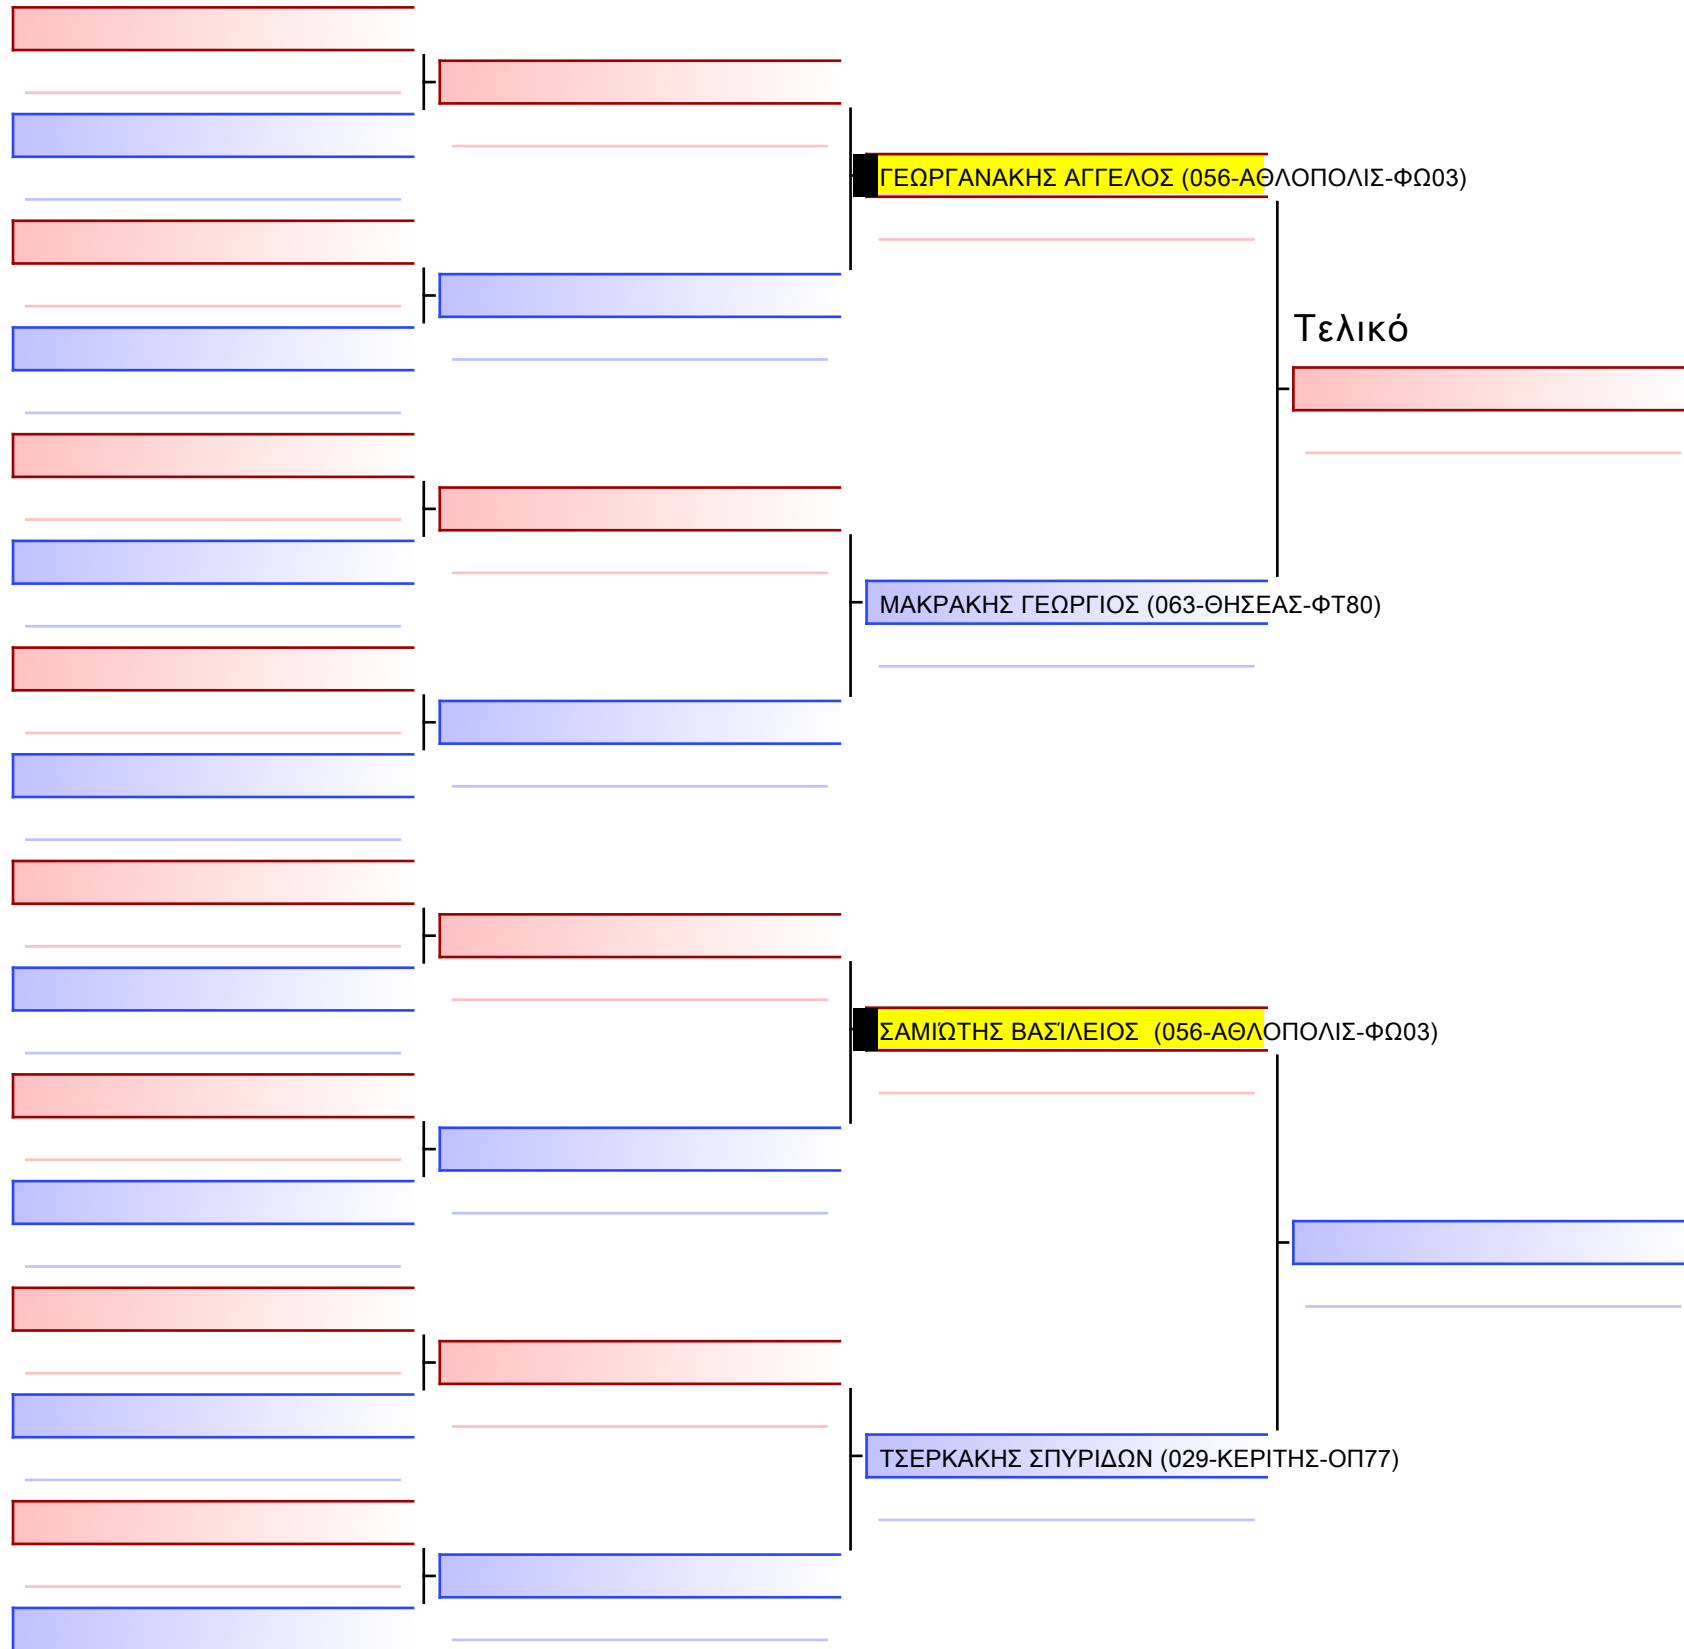 ΓΕΩΡΓΑΝΑΚΗΣ ΑΓΓΕΛΟΣ (056-ΑΘΛΟΠΟΛΙΣ-ΦΩ03)
Τελικό
ΜΑΚΡΑΚΗΣ ΓΕΩΡΓΙΟΣ (063-ΘΗΣΕΑΣ-ΦΤ80)
ΣΑΜΙΏΤΗΣ ΒΑΣΊΛΕΙΟΣ (056-ΑΘΛΟΠΟΛΙΣ-ΦΩ03)
ΤΣΕΡΚΑΚΗΣ ΣΠΥΡΙΔΩΝ (029-ΚΕΡΙΤΗΣ-ΟΠ77)